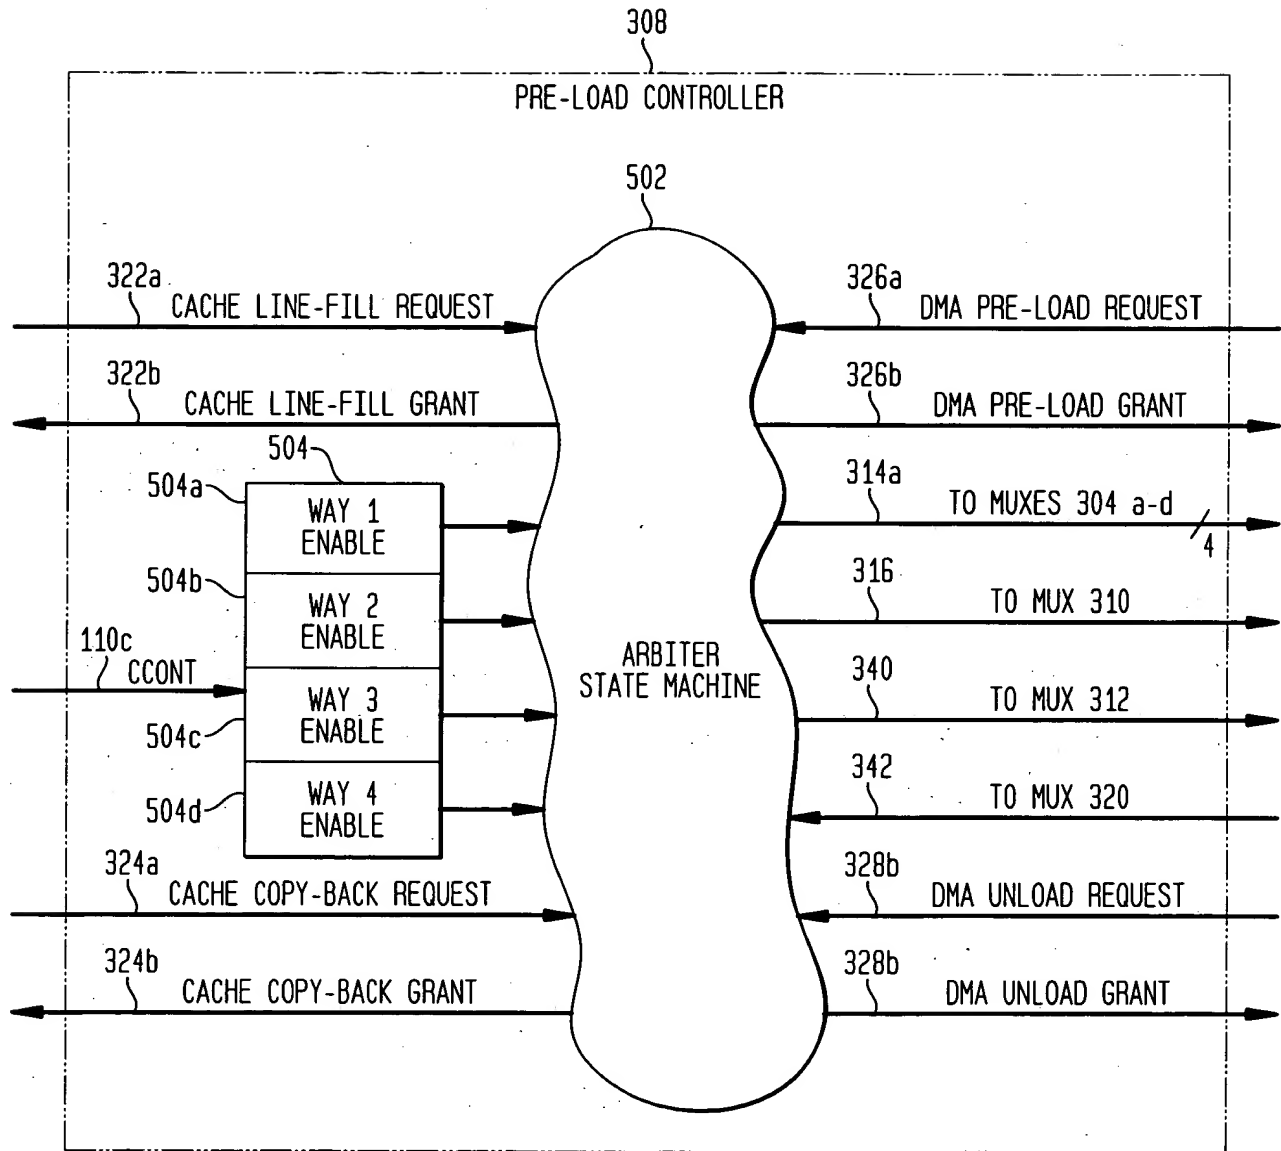 308
PRE-LOAD CONTROLLER
502
322a
CACHE LINE-FILL REQUEST
326a
DMA PRE-LOAD REQUEST
322b
CACHE LINE-FILL GRANT
326b
DMA PRE-LOAD GRANT
504
504a
WAY 1
ENABLE
314a
TO MUXES 304 a-d
4
504b
WAY 2
ENABLE
316
TO MUX 310
110c
CCONT
504c
WAY 3
ENABLE
ARBITER
STATE MACHINE
340
TO MUX 312
504d
WAY 4
ENABLE
342
TO MUX 320
324a
CACHE COPY-BACK REQUEST
328b
DMA UNLOAD REQUEST
324b
CACHE COPY-BACK GRANT
328b
DMA UNLOAD GRANT